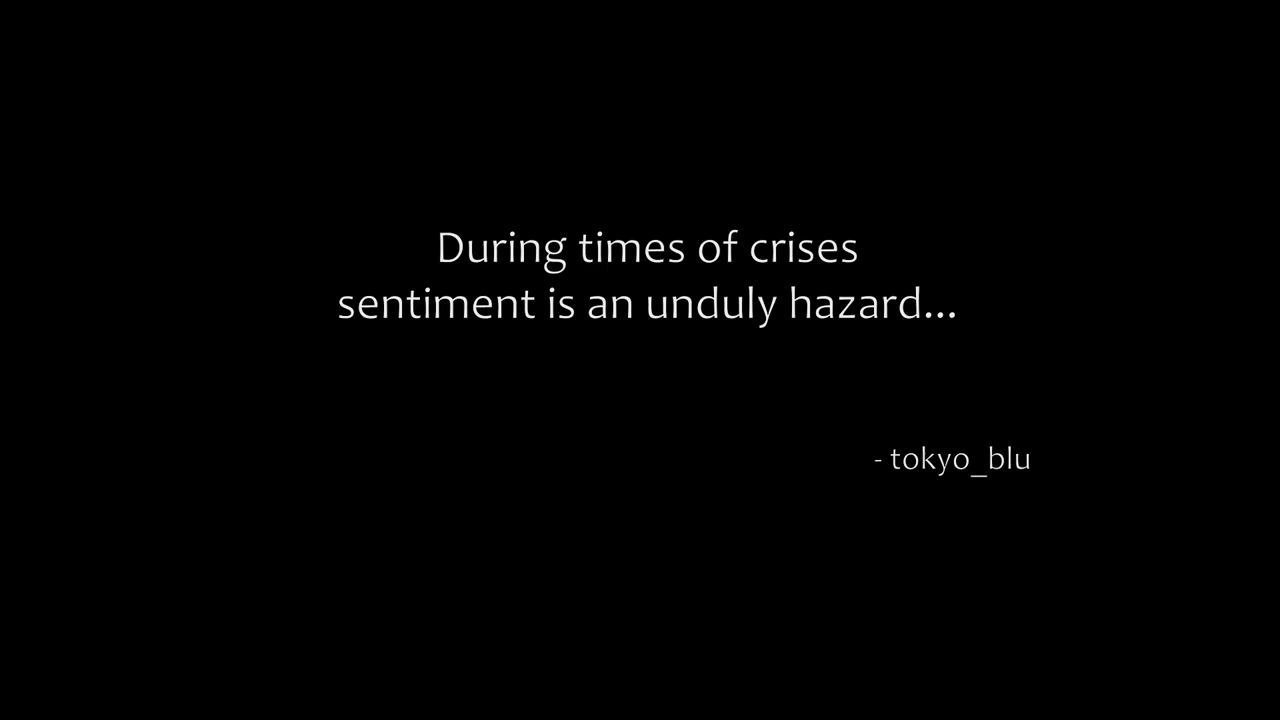 During times of crises
sentiment is an unduly hazard...
- tokyo_blu